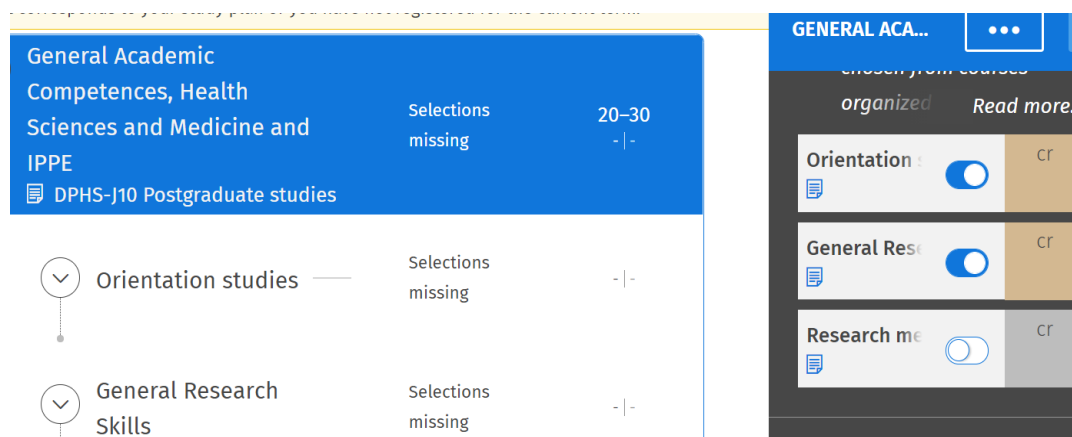 General Academic
Competences, Health
Sciences and Medicine and
IPPE
DPHS-J10 Postgraduate studies
Selections
missing
20–30
- | -
Orientation studies
Selections
missing
- | -
General Research
Skills
Selections
missing
- | -
GENERAL ACA...
organized
Read more.
Orientation
cr
General Res
cr
Research me
cr